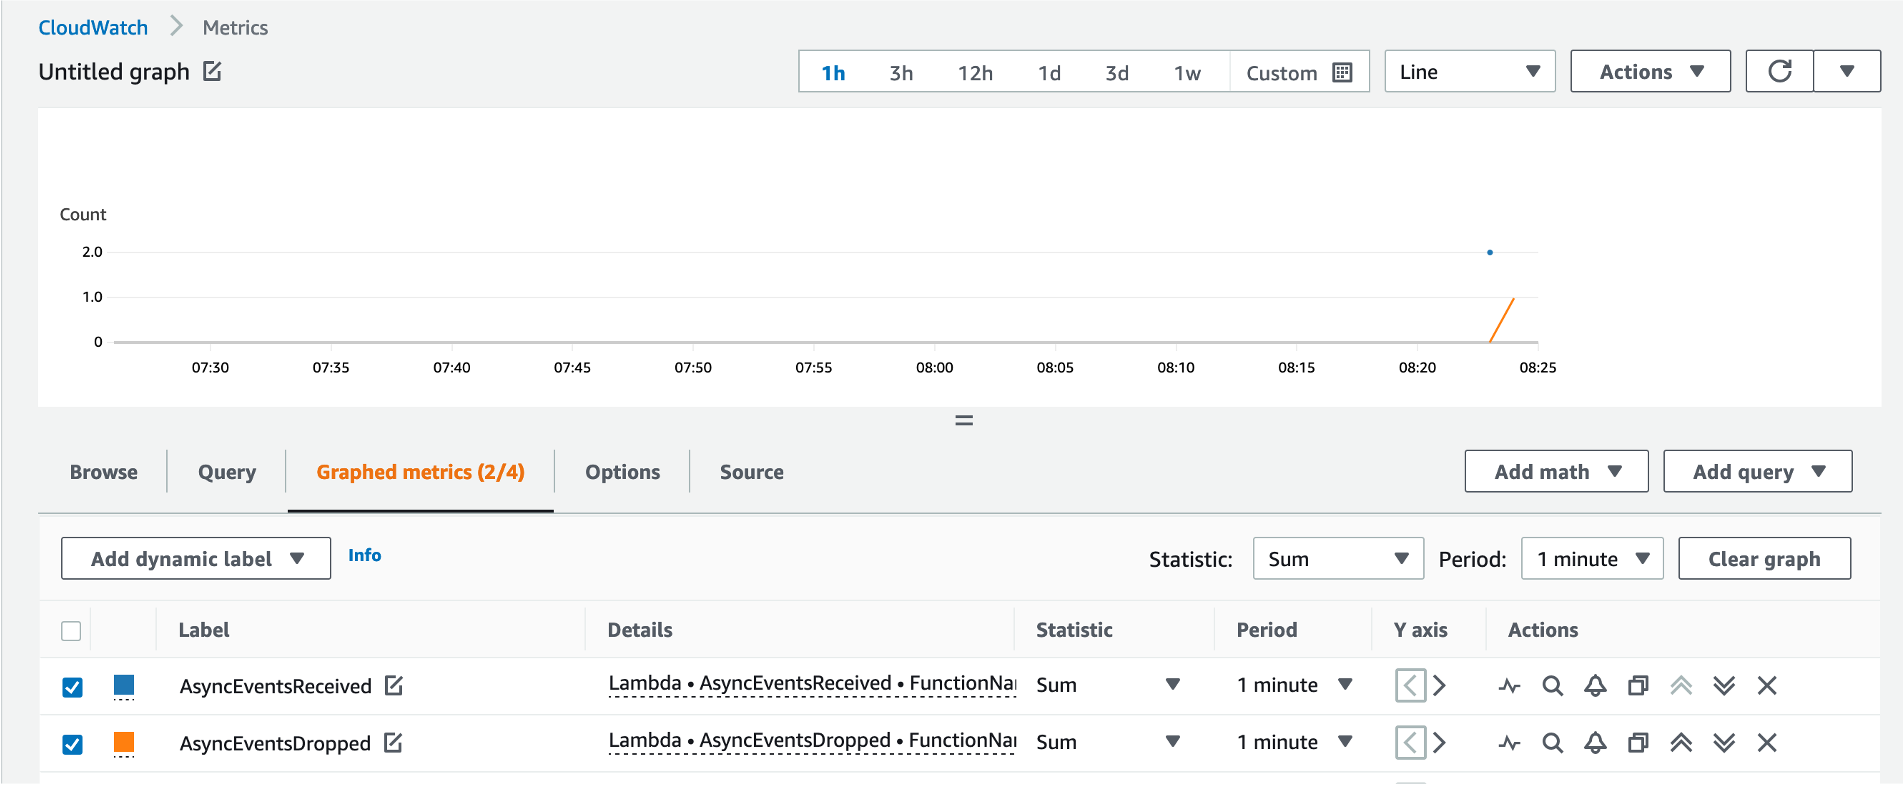 CloudWatch Metrics
Untitled graph
1h 3h 12h 1d 3d 1w Custom Line Actions
Count
2.0
1.0
0
07:30 07:35 07:40 07:45 07:50 07:55 08:00 08:05 08:10 08:15 08:20 08:25
Browse Query Graphed metrics (2/4) Options Source Add math Add query
Add dynamic label Info Statistic: Sum Period: 1 minute Clear graph
Label Details Statistic Period Y axis Actions
AsyncEventsReceived Lambda • AsyncEventsReceived • FunctionNa Sum 1 minute
AsyncEventsDropped Lambda • AsyncEventsDropped • FunctionNa Sum 1 minute